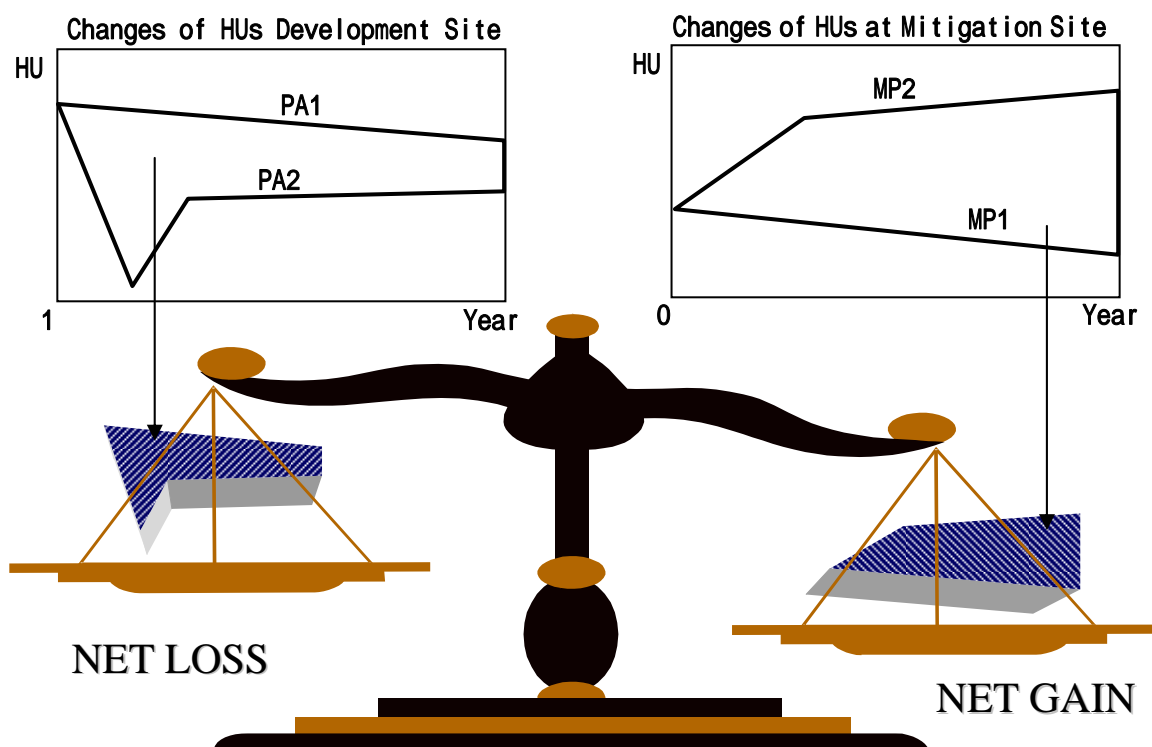 Changes of HUs Development Site
HU
PA1
PA2
1
Year
Changes of HUs at Mitigation Site
HU
MP2
MP1
0
Year
NET LOSS
NET GAIN